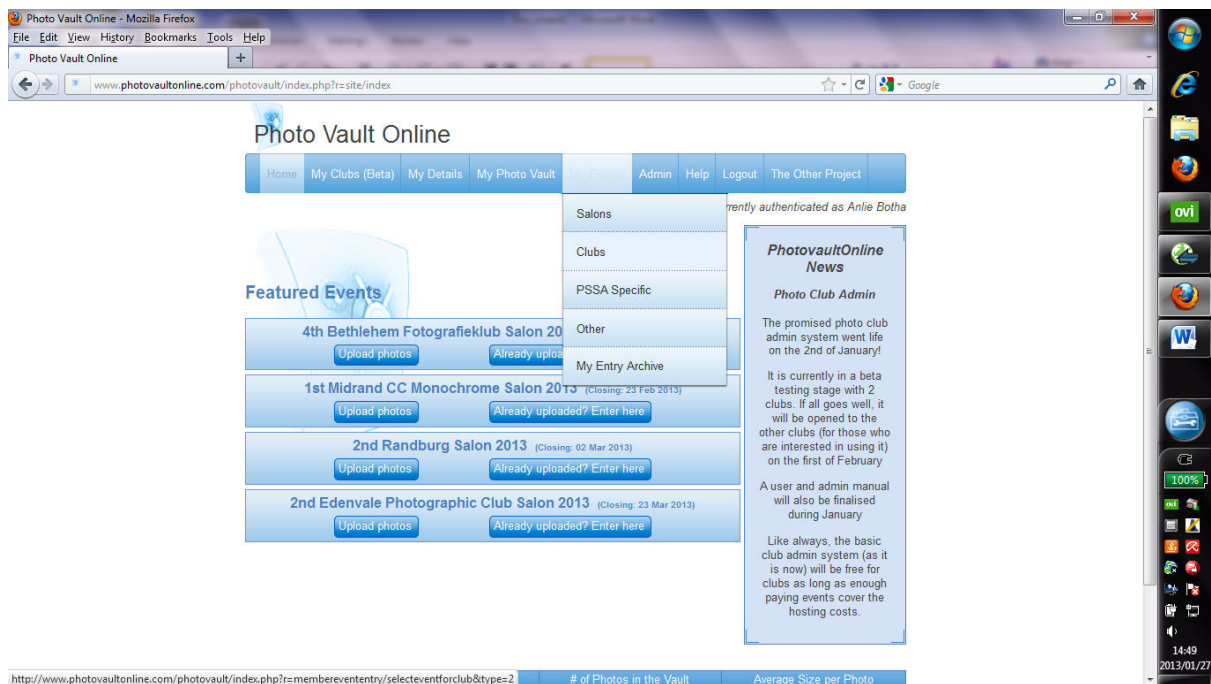 Photo Vault Online - Mozilla Firefox
File Edit View History Bookmarks Tools Help
Photo Vault Online +
www.photovaultonline.com/photovault/index.php?r=site/index
Google
Photo Vault Online
Home My Clubs (Beta) My Details My Photo Vault Admin Help Logout The Other Project
rently authenticated as Anlie Botha
Salons
Clubs
PSSA Specific
Other
My Entry Archive
Featured Events
4th Bethlehem Fotografieklub Salon 20
Upload photos Already uploa
1st Midrand CC Monochrome Salon 2013 (Closing: 23 Feb 2013)
Upload photos Already uploaded? Enter here
2nd Randburg Salon 2013 (Closing: 02 Mar 2013)
Upload photos Already uploaded? Enter here
2nd Edenvale Photographic Club Salon 2013 (Closing: 23 Mar 2013)
Upload photos Already uploaded? Enter here
PhotovaultOnline
News
Photo Club Admin
The promised photo club
admin system went life
on the 2nd of January!
It is currently in a beta
testing stage with 2
clubs. If all goes well, it
will be opened to the
other clubs (for those who
are interested in using it)
on the first of February
A user and admin manual
will also be finalised
during January
Like always, the basic
club admin system (as it
is now) will be free for
clubs as long as enough
paying events cover the
hosting costs.
http://www.photovaultonline.com/photovault/index.php?r=memberevententry/selecteventforclub&type=2
# of Photos in the Vault Average Size per Photo
ovi
W
100%
ovi
14:49
2013/01/27